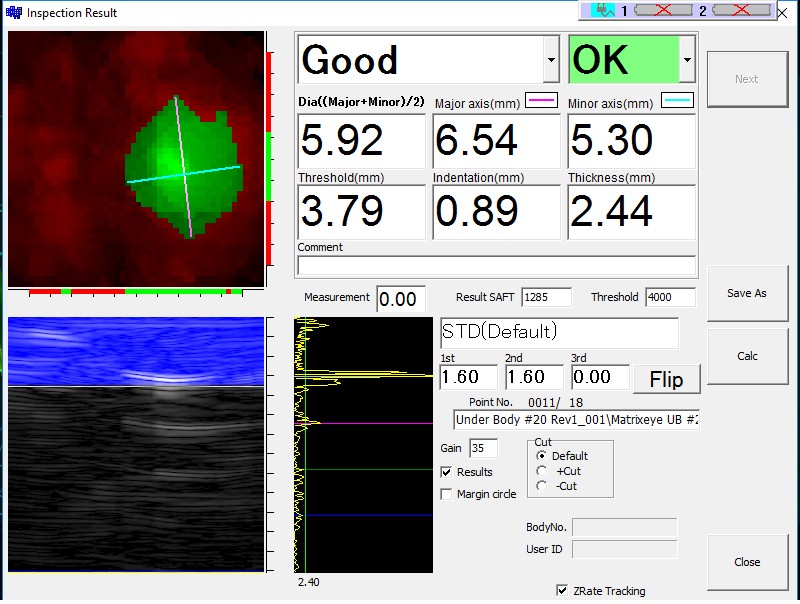 Inspection Result
1
2
Good
OK
Next
Dia((Major+Minor)/2)
Major axis(mm)
Minor axis(mm)
5.92
6.54
5.30
Threshold(mm)
Indentation(mm)
Thickness(mm)
3.79
0.89
2.44
Comment
Measurement
0.00
Result SAFT
1285
Threshold
4000
Save As
STD(Default)
1st
2nd
3rd
1.60
1.60
0.00
Flip
Calc
Point No. 0011/ 18
Under Body #20 Rev1_001\Matrixeye UB #2
Gain
35
Results
Margin circle
Cut
Default
+Cut
-Cut
BodyNo.
User ID
Close
2.40
ZRate Tracking